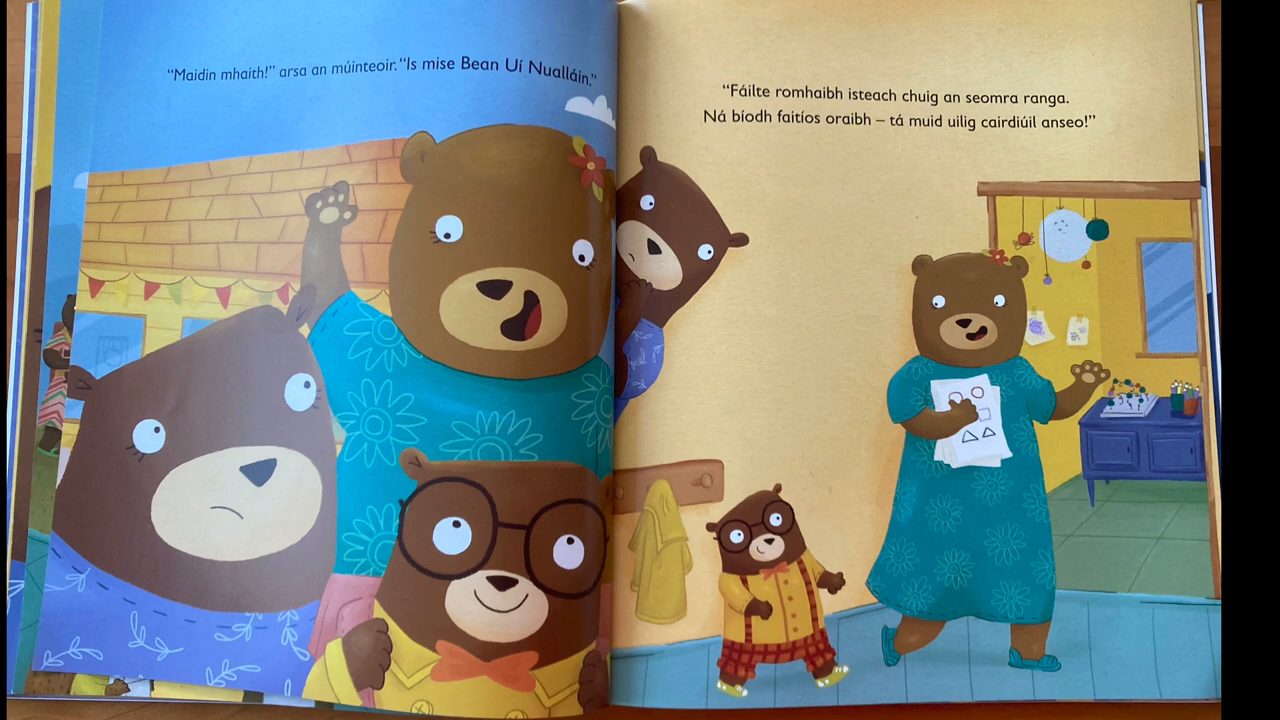 “Maidin mhaith!” arsa an múinteoir.“Is mise Bean Uí Nualláin.”
“Fáilte romhaibh isteach chuig an seomra ranga.
Ná bíodh faitíos oraibh – tá muid uilig cairdiúil anseo!”